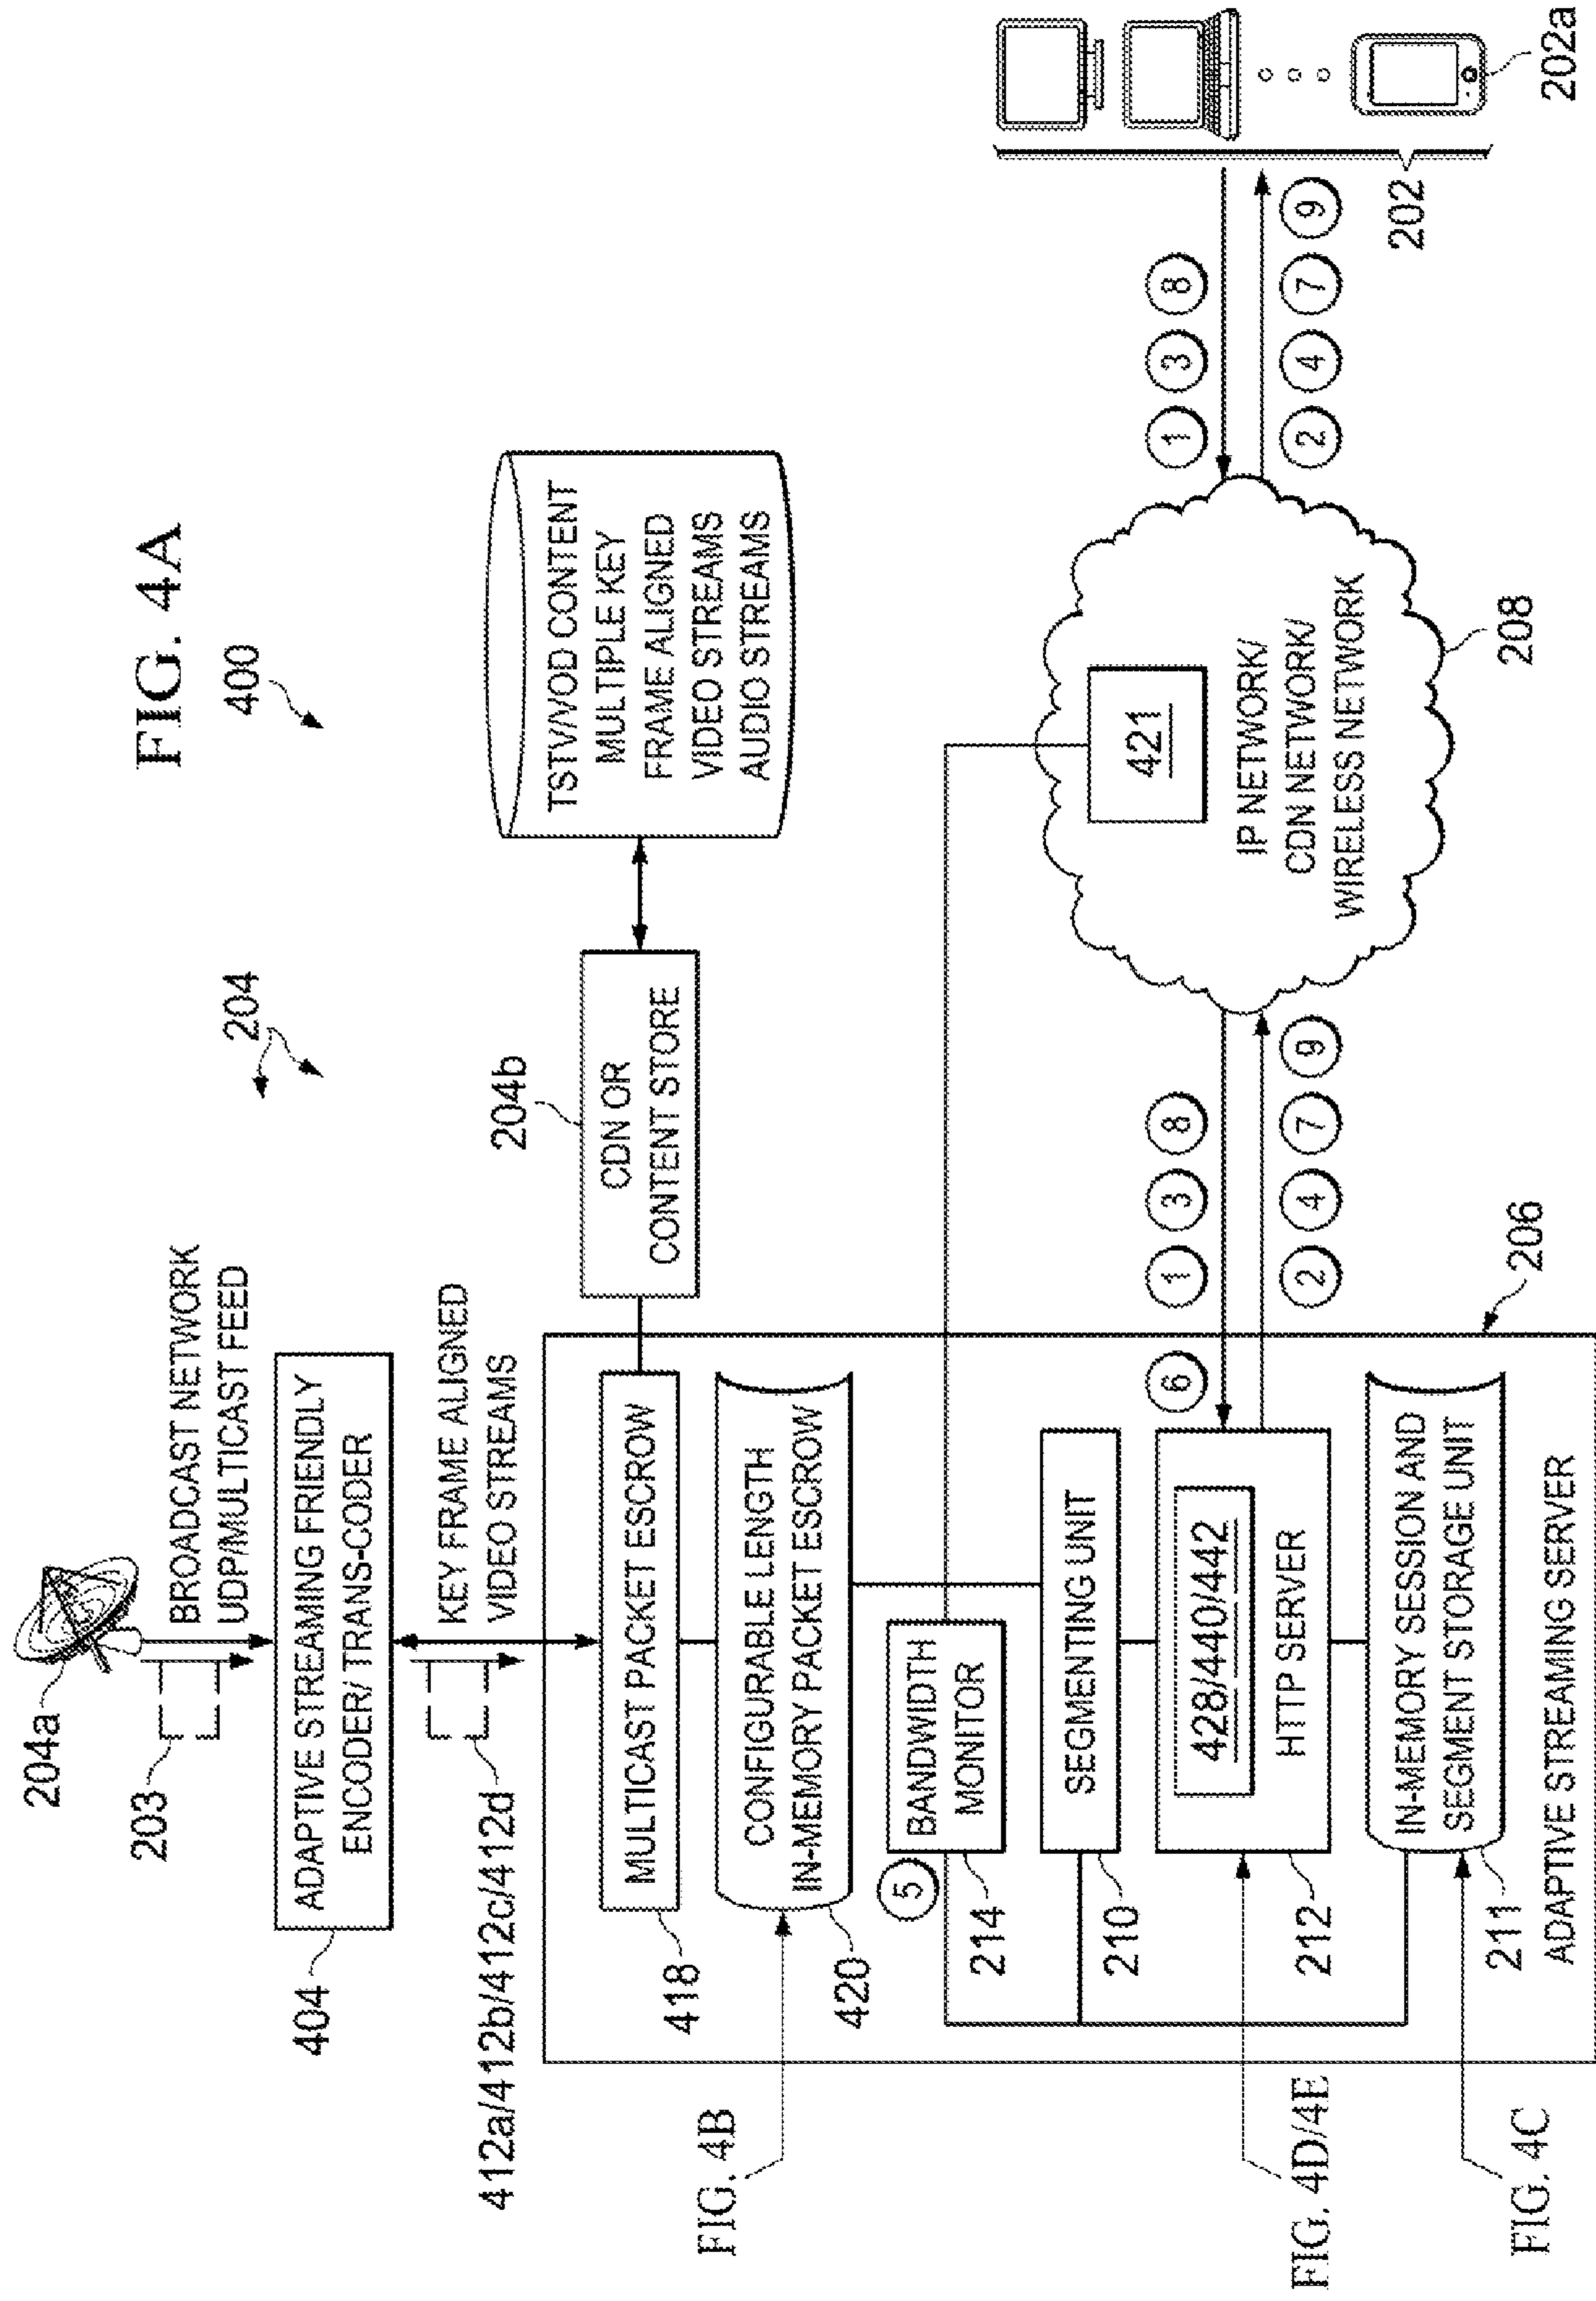 FIG. 4A
400
204
204a
203
BROADCAST NETWORK
UDP/MULTICAST FEED
404
ADAPTIVE STREAMING FRIENDLY
ENCODER/ TRANS-CODER
412a/412b/412c/412d
KEY FRAME ALIGNED
VIDEO STREAMS
204b
CDN OR
CONTENT STORE
TSTV/VOD CONTENT
MULTIPLE KEY
FRAME ALIGNED
VIDEO STREAMS
AUDIO STREAMS
418
MULTICAST PACKET ESCROW
FIG. 4B
420
CONFIGURABLE LENGTH
IN-MEMORY PACKET ESCROW
5
214
BANDWIDTH
MONITOR
210
SEGMENTING UNIT
FIG. 4D/4E
212
428/440/442
HTTP SERVER
6
FIG. 4C
211
IN-MEMORY SESSION AND
SEGMENT STORAGE UNIT
ADAPTIVE STREAMING SERVER
206
1 3 8
2 4 7 9
421
IP NETWORK/
CDN NETWORK/
WIRELESS NETWORK
208
1 3 8
2 4 7 9
202
202a